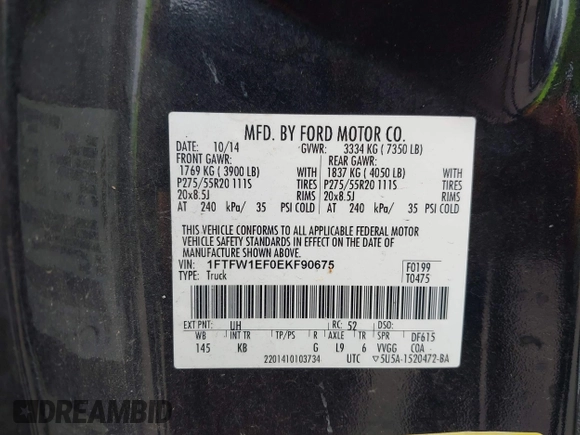 MFD. BY FORD MOTOR CO.
DATE: 10/14 GVWR: 3334 KG ( 7350 LB)
FRONT GAWR: REAR GAWR:
1769 KG ( 3900 LB) WITH 1837 KG ( 4050 LB) WITH
P275/55R20 111S TIRES P275/55R20 111S TIRES
20x8.5J RIMS 20x8.5J RIMS
AT 240 kPa/ 35 PSI COLD AT 240 kPa/ 35 PSI COLD
THIS VEHICLE CONFORMS TO ALL APPLICABLE FEDERAL MOTOR
VEHICLE SAFETY STANDARDS IN EFFECT ON THE DATE OF
MANUFACTURE SHOWN ABOVE.
VIN: 1FTFW1EF0EKF90675 F0199
TYPE: Truck T0475
EXT PNT: UH RC: 52 DSO:
WB INT TR TP/PS R AXLE TR SPR DF615
145 KB G L9 6 VVGG COA
2201410103734 UTC ▽5U5A-1520472-BA
DREAMBID